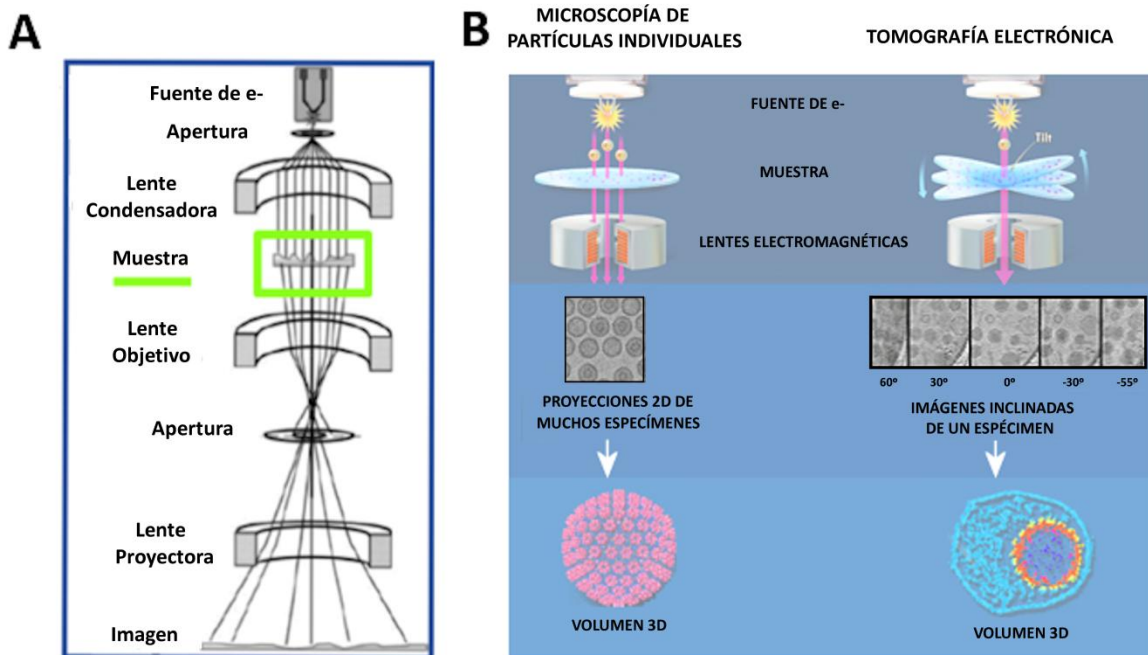 A
Fuente de e-
Apertura
Lente
Condensadora
Muestra
Lente
Objetivo
Apertura
Lente
Proyectora
Imagen
B
MICROSCOPÍA DE
PARTÍCULAS INDIVIDUALES
TOMOGRAFÍA ELECTRÓNICA
FUENTE DE e-
Tilt
MUESTRA
LENTES ELECTROMAGNÉTICAS
60º 30º 0º -30º -55º
PROYECCIONES 2D DE
MUCHOS ESPECÍMENES
IMÁGENES INCLINADAS
DE UN ESPÉCIMEN
VOLUMEN 3D
VOLUMEN 3D